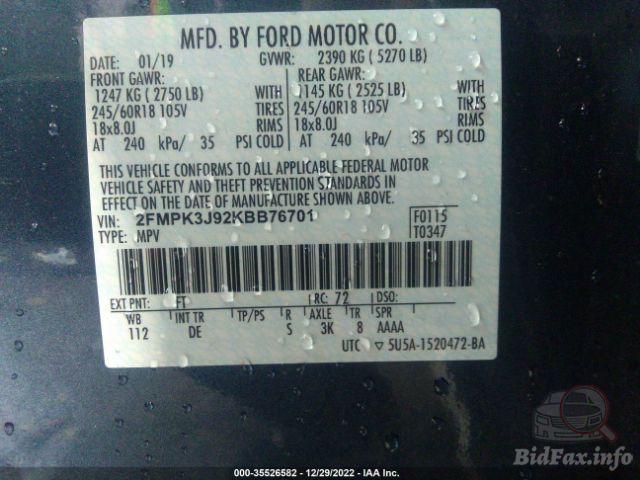 MFD. BY FORD MOTOR CO.
DATE: 01/19 GVWR: 2390 KG ( 5270 LB)
FRONT GAWR: REAR GAWR:
1247 KG ( 2750 LB) WITH 1145 KG ( 2525 LB) WITH
245/60R18 105V TIRES 245/60R18 105V TIRES
18x8.0J RIMS 18x8.0J RIMS
AT 240 kPa/ 35 PSI COLD AT 240 kPa/ 35 PSI COLD
THIS VEHICLE CONFORMS TO ALL APPLICABLE FEDERAL MOTOR
VEHICLE SAFETY AND THEFT PREVENTION STANDARDS IN
EFFECT ON THE DATE OF MANUFACTURE SHOWN ABOVE.
VIN: 2FMPK3J92KBB76701 F0115
TYPE: MPV T0347
EXT PNT: FT RC: 72 DSO:
WB INT TR TP/PS R AXLE TR SPR
112 DE S 3K 8 AAAA
UTC ▽ 5U5A-1520472-BA
BidFax.info
000-35526582 - 12/29/2022 - IAA Inc.